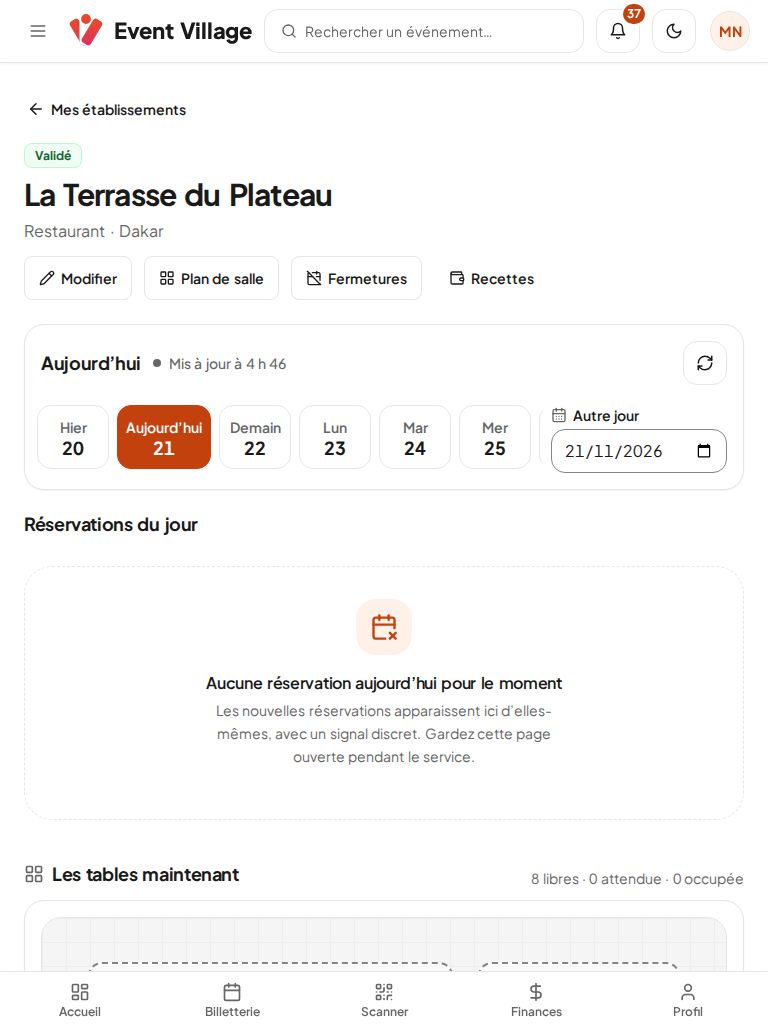 Event Village
Rechercher un événement...
37
MN
Mes établissements
Validé
La Terrasse du Plateau
Restaurant · Dakar
Modifier
Plan de salle
Fermetures
Recettes
Aujourd’hui
Mis à jour à 4 h 46
Hier
20
Aujourd’hui
21
Demain
22
Lun
23
Mar
24
Mer
25
Autre jour
21/11/2026
Réservations du jour
Aucune réservation aujourd’hui pour le moment
Les nouvelles réservations apparaissent ici d’elles-
mêmes, avec un signal discret. Gardez cette page
ouverte pendant le service.
Les tables maintenant
8 libres · 0 attendue · 0 occupée
Accueil
Billetterie
Scanner
Finances
Profil